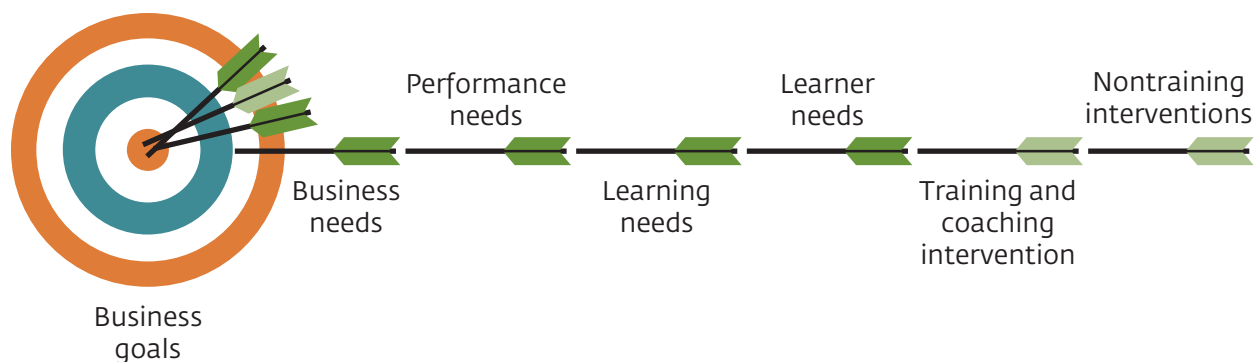 Performance
needs
Learner
needs
Nontraining
interventions
Business
needs
Learning
needs
Training and
coaching
intervention
Business
goals